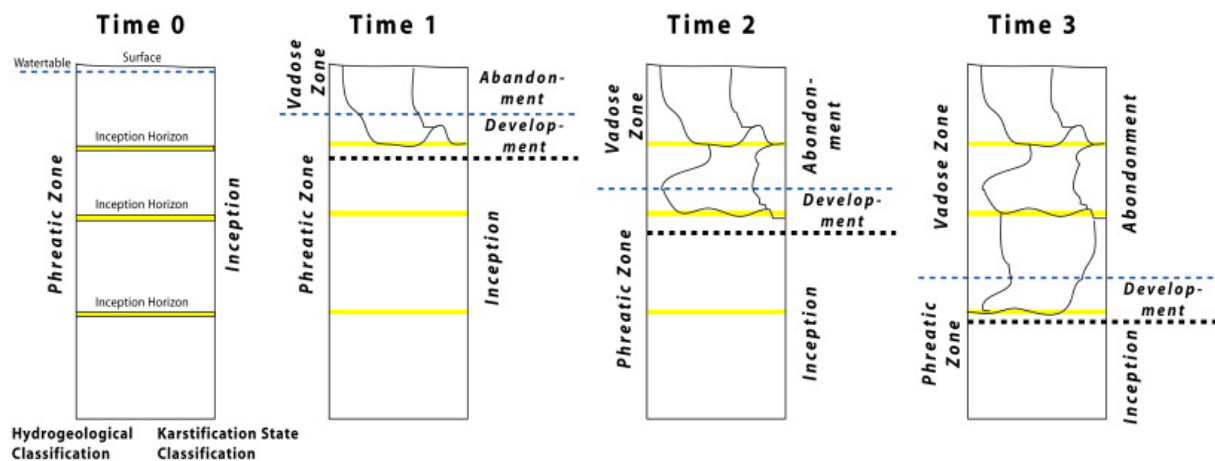 Time 0
Watertable
Surface
Inception Horizon
Inception Horizon
Inception Horizon
Phreatic Zone
Inception
Hydrogeological
Classification
Karstification State
Classification
Time 1
Vadose
Zone
Abandon-
ment
Develop-
ment
Phreatic Zone
Inception
Time 2
Vadose
Zone
Abandon-
ment
Develop-
ment
Phreatic Zone
Inception
Time 3
Vadose Zone
Abondonment
Develop-
ment
Phreatic
Zone
Inception